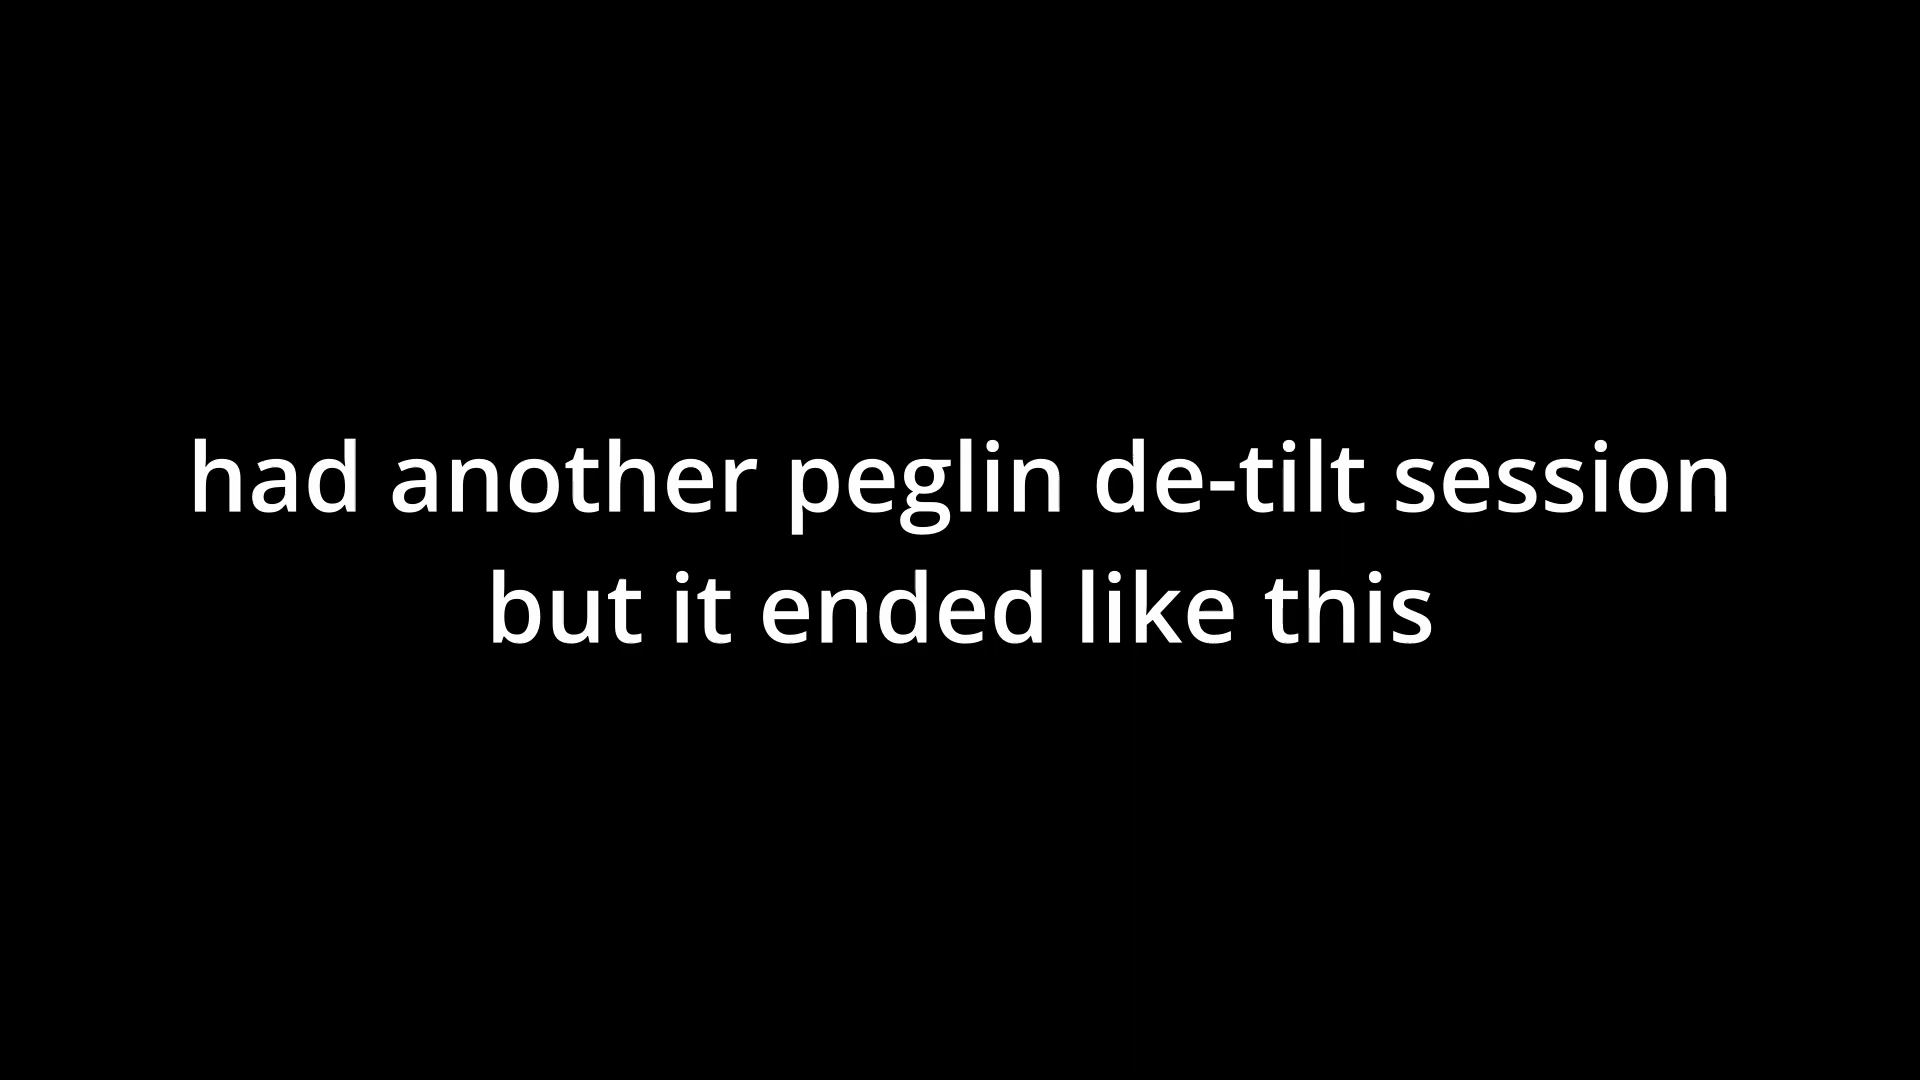 had another peglin de-tilt session
but it ended like this